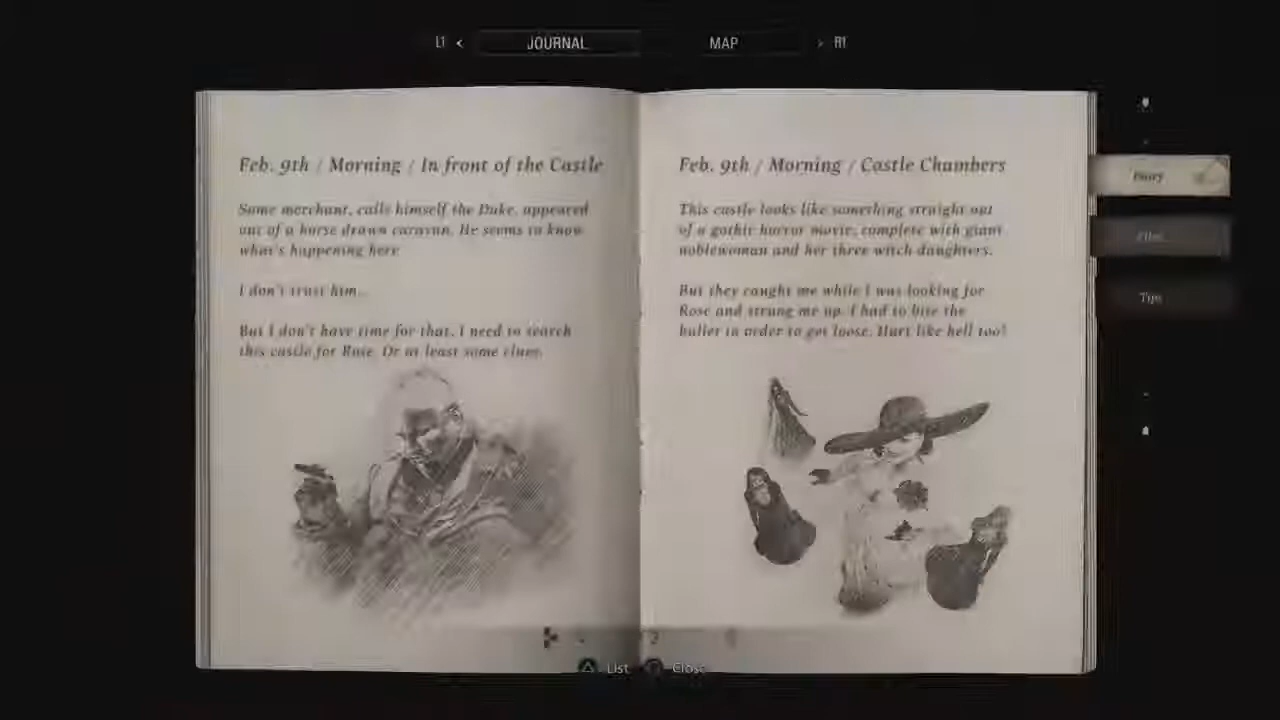 L1 < JOURNAL MAP > R1
Feb. 9th / Morning / In front of the Castle
Some merchant, calls himself the Duke, appeared
out of a horse drawn caravan. He seems to know
what's happening here
I don't trust him...
But I don't have time for that. I need to search
this castle for Rose. Or at least some clues.
Feb. 9th / Morning / Castle Chambers
This castle looks like something straight out
of a gothic horror movie, complete with giant
noblewoman and her three witch daughters.
But they caught me while I was looking for
Rose and strung me up. I had to bite the
bullet in order to get loose. Hurt like hell too!
Diary
Files
Tips
2
List Close